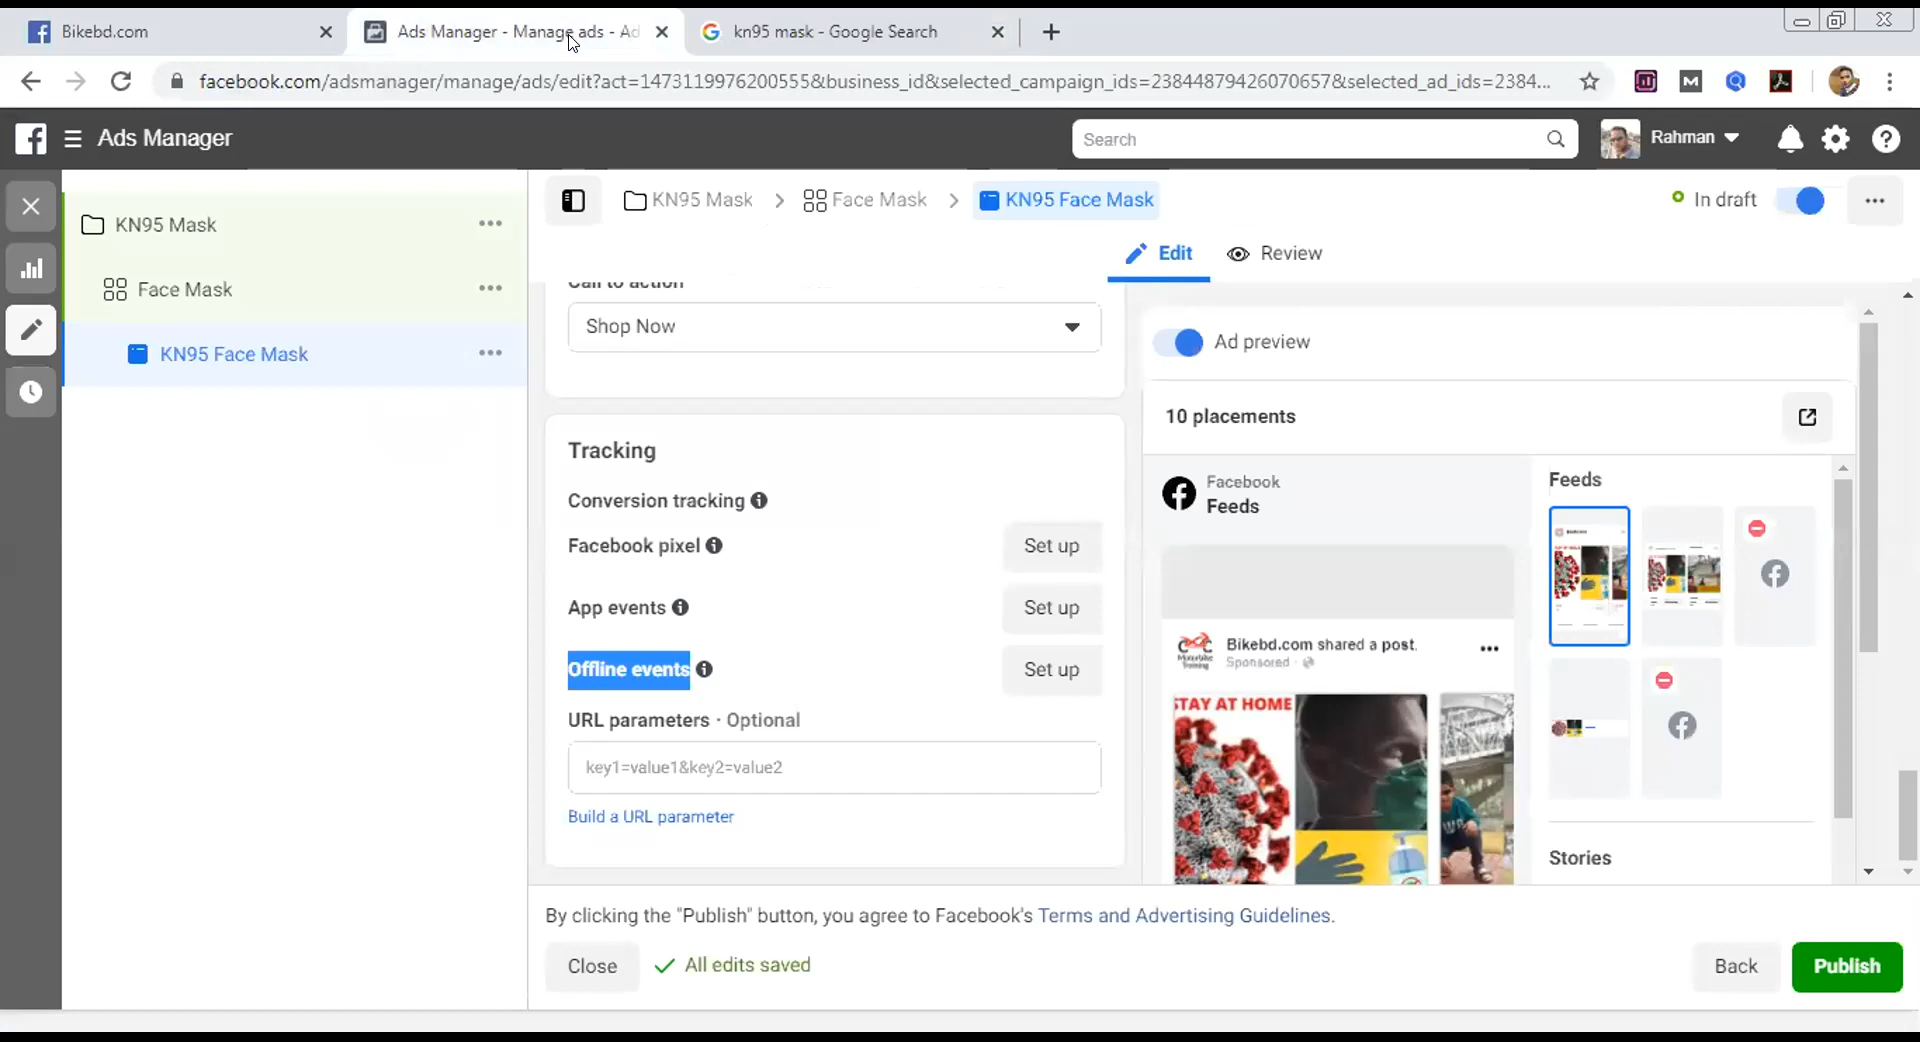 Bikebd.com
Ads Manager - Manage ads - Ad
kn95 mask - Google Search
facebook.com/adsmanager/manage/ads/edit?act=1473119976200555&business_id&selected_campaign_ids=23844879426070657&selected_ad_ids=2384...
Ads Manager
Search
Rahman
KN95 Mask
Face Mask
KN95 Face Mask
KN95 Mask > Face Mask > KN95 Face Mask
In draft
Edit
Review
Call to action
Shop Now
Ad preview
10 placements
Tracking
Conversion tracking
Facebook pixel
Set up
App events
Set up
Offline events
Set up
URL parameters · Optional
key1=value1&key2=value2
Build a URL parameter
Facebook
Feeds
Bikebd.com shared a post.
Sponsored ·
STAY AT HOME
Feeds
Stories
By clicking the "Publish" button, you agree to Facebook's Terms and Advertising Guidelines.
Close
All edits saved
Back
Publish